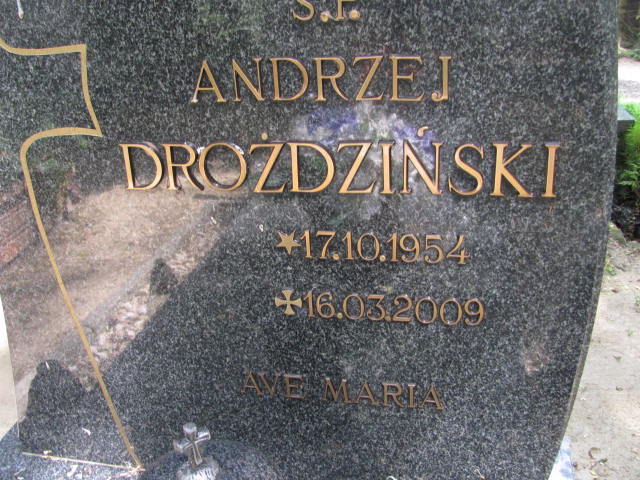 Ś.P.
ANDRZEJ
DROŻDZIŃSKI
17.10.1954
16.03.2009
AVE MARIA